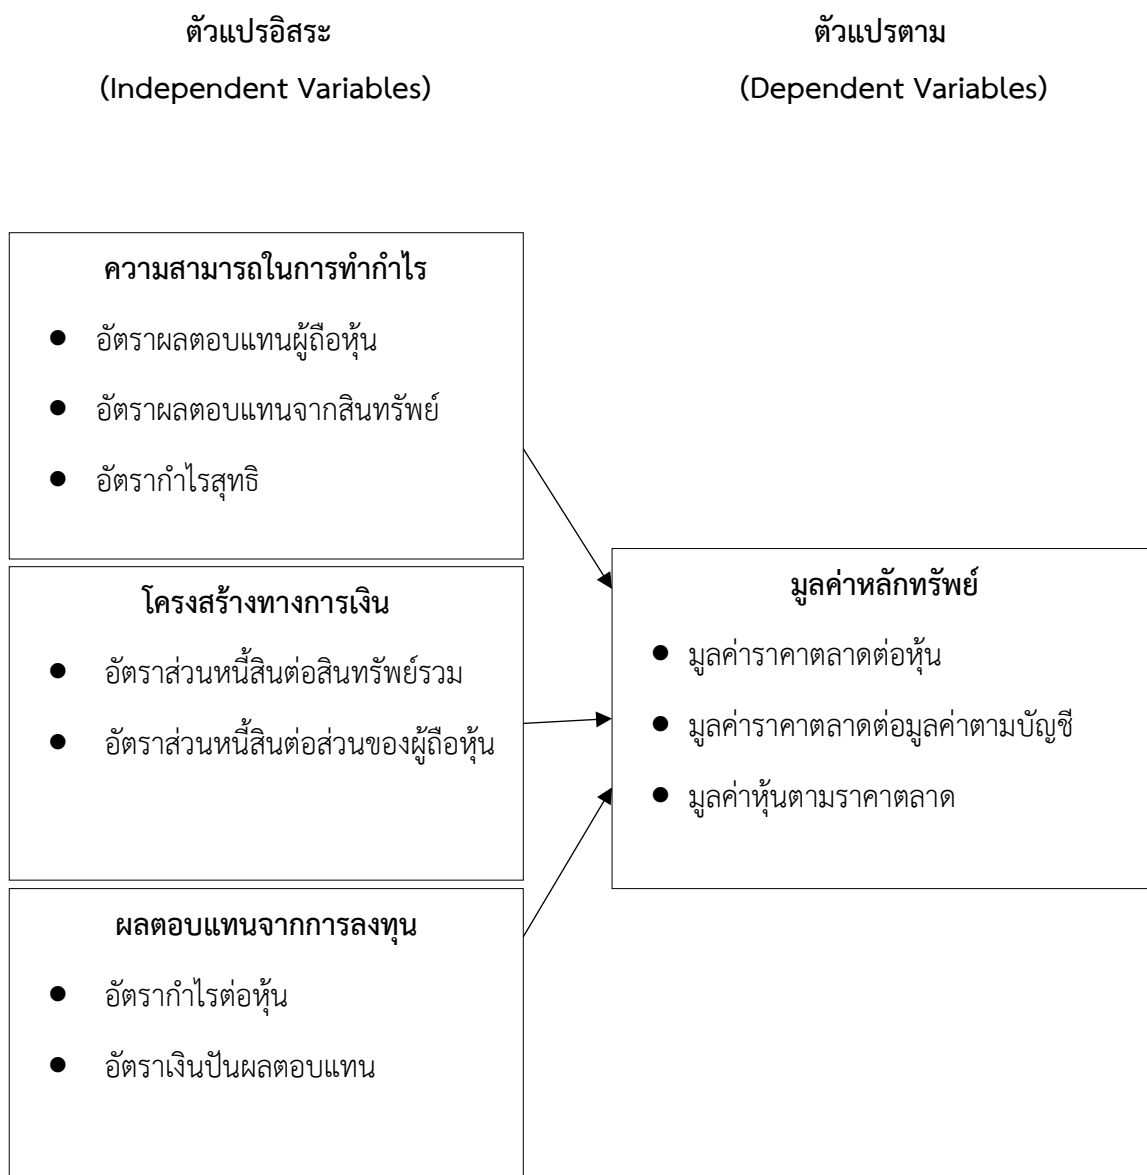 ตัวแปรอิสระ
(Independent Variables)
ตัวแปรตาม
(Dependent Variables)
ความสามารถในการทำกำไร
● อัตราผลตอบแทนผู้ถือหุ้น
● อัตราผลตอบแทนจากสินทรัพย์
● อัตรากำไรสุทธิ
โครงสร้างทางการเงิน
● อัตราส่วนหนี้สินต่อสินทรัพย์รวม
● อัตราส่วนหนี้สินต่อส่วนของผู้ถือหุ้น
ผลตอบแทนจากการลงทุน
● อัตรากำไรต่อหุ้น
● อัตราเงินปันผลตอบแทน
มูลค่าหลักทรัพย์
● มูลค่าราคาตลาดต่อหุ้น
● มูลค่าราคาตลาดต่อมูลค่าตามบัญชี
● มูลค่าหุ้นตามราคาตลาด